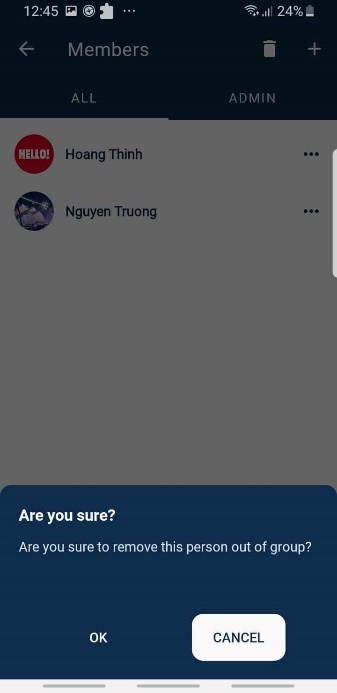 12:45 24%
Members
ALL ADMIN
HELLO! Hoang Thinh
Nguyen Truong
Are you sure?
Are you sure to remove this person out of group?
OK CANCEL